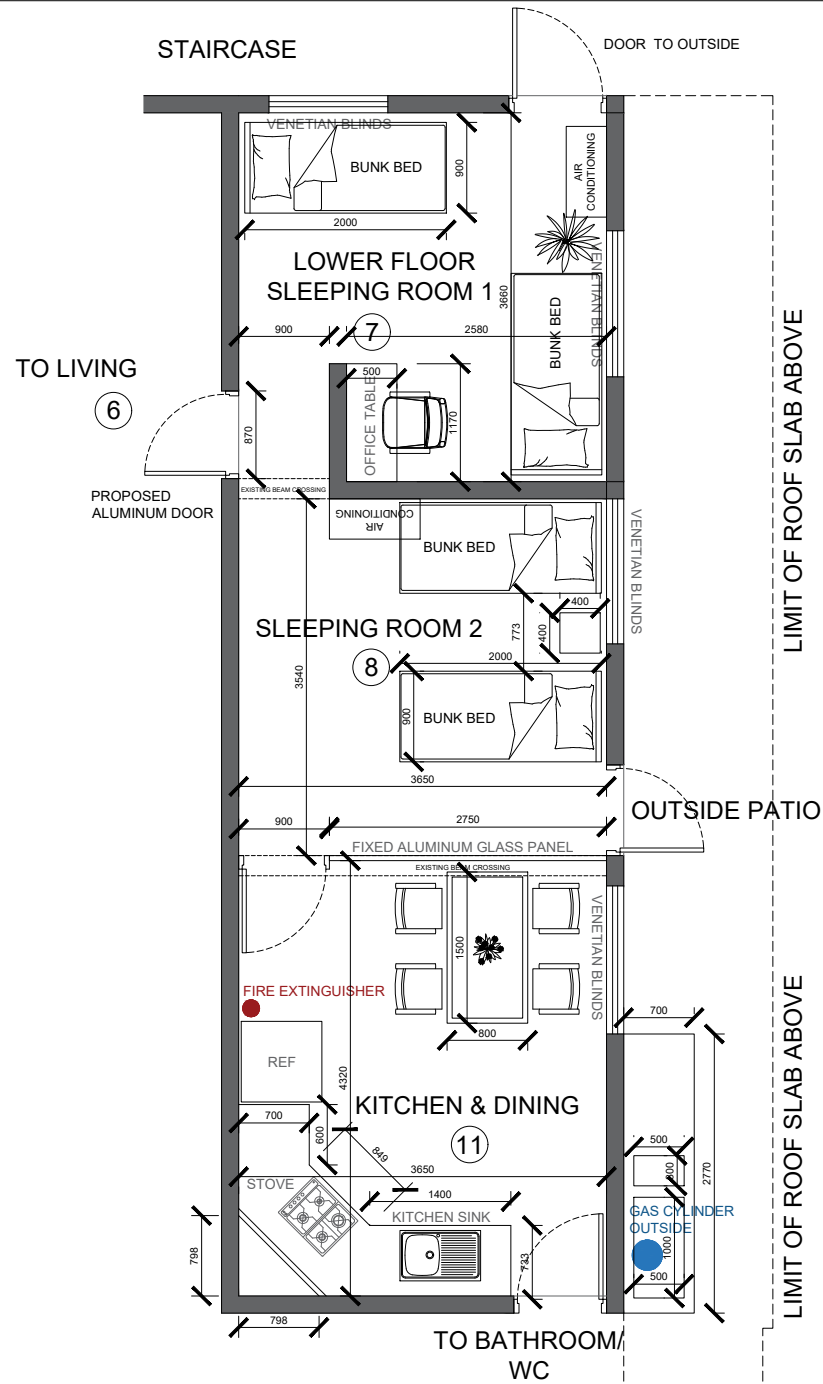 STAIRCASE
DOOR TO OUTSIDE
VENETIAN BLINDS
BUNK BED
900
AIR
CONDITIONING
2000
LOWER FLOOR
SLEEPING ROOM 1
3660
VENETIAN BLINDS
BUNK BED
7
900
2580
LIMIT OF ROOF SLAB ABOVE
TO LIVING
6
500
OFFICE TABLE
1170
870
PROPOSED
ALUMINUM DOOR
EXISTING BEAM CROSSING
AIR
CONDITIONING
BUNK BED
VENETIAN BLINDS
400
400
773
SLEEPING ROOM 2
8
2000
3540
900
BUNK BED
3650
OUTSIDE PATIO
900
2750
FIXED ALUMINUM GLASS PANEL
EXISTING BEAM CROSSING
VENETIAN BLINDS
1500
FIRE EXTINGUISHER
800
700
REF
4320
KITCHEN & DINING
11
LIMIT OF ROOF SLAB ABOVE
700
600
849
3650
500
300
2770
STOVE
1400
KITCHEN SINK
GAS CYLINDER
OUTSIDE
1000
500
798
733
798
TO BATHROOM/
WC